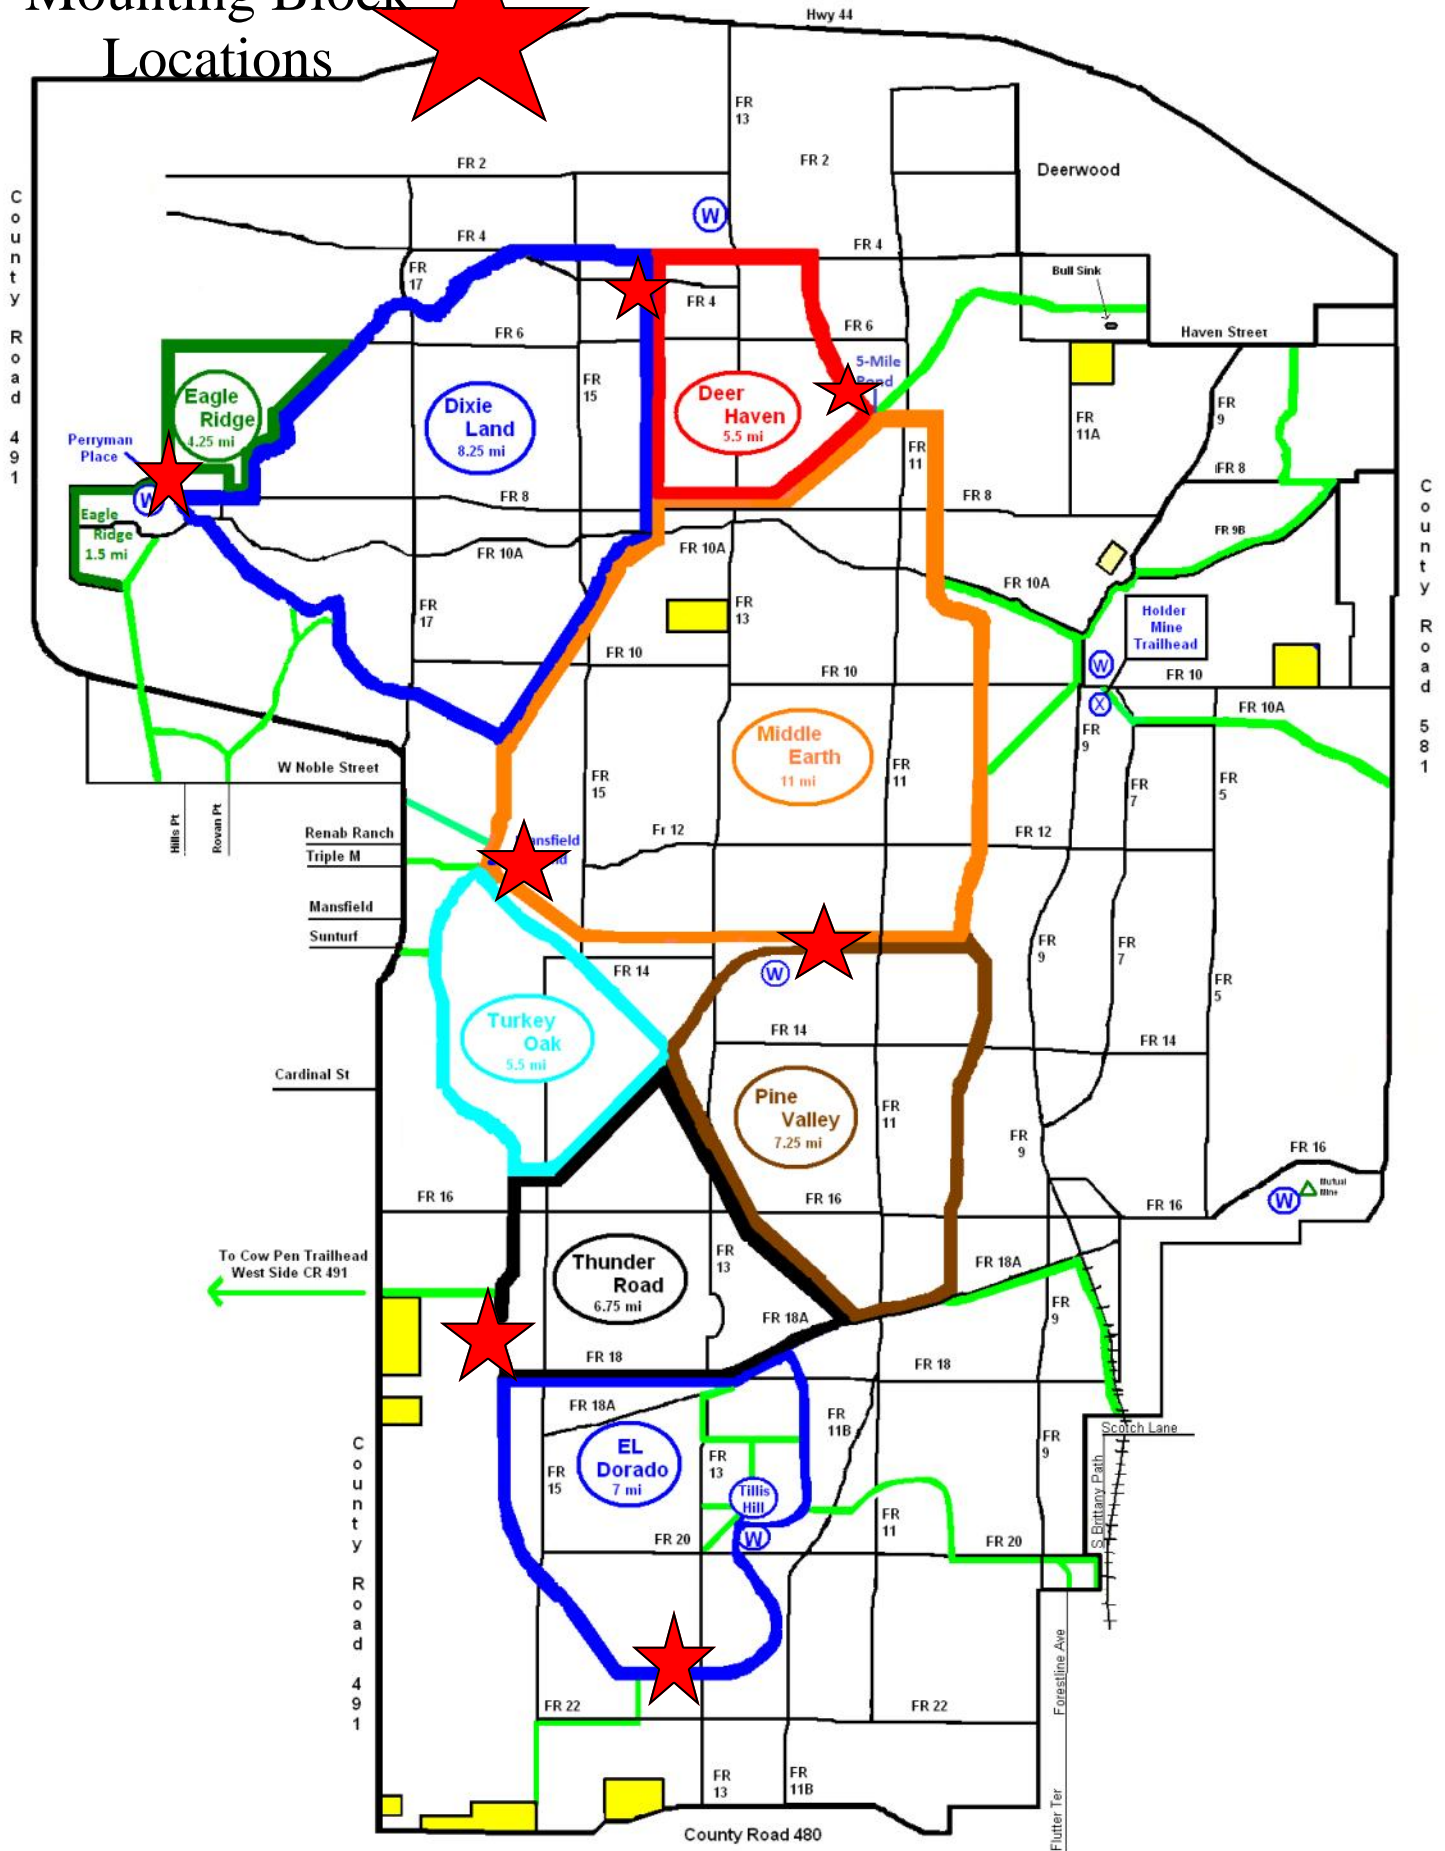 Mounting Block
Locations
Hwy 44
FR
13
FR 2
FR 2
Deerwood
W
County Road 491
FR 4
FR 4
FR
17
Bull Sink
FR 4
FR 6
FR 6
Haven Street
5-Mile
Pond
FR
15
Eagle
Ridge
4.25 mi
Dixie
Land
8.25 mi
Deer
Haven
5.5 mi
FR
9
FR
11A
Perryman
Place
FR
11
FR 8
FR 8
FR 8
W
County Road 581
Eagle
Ridge
1.5 mi
FR 9B
FR 10A
FR 10A
FR 10A
FR
17
FR
13
Holder
Mine
Trailhead
FR 10
FR 10
W
FR 10
X
FR 10A
Middle
Earth
11 mi
FR
9
W Noble Street
FR
15
FR
11
FR
7
FR
5
Hills Pt
Rovan Pt
Renab Ranch
Fr 12
FR 12
Triple M
Mansfield
Sunturf
FR
9
FR
7
FR 14
W
FR
5
Turkey
Oak
5.5 mi
FR 14
FR 14
Cardinal St
Pine
Valley
7.25 mi
FR
11
FR
9
FR 16
FR 16
FR 16
FR 16
W
Mutual
Mine
To Cow Pen Trailhead
West Side CR 491
Thunder
Road
6.75 mi
FR
13
FR 18A
FR 18A
FR
9
FR 18
FR 18
FR 18A
FR
11B
Scotch Lane
County Road 491
EL
Dorado
7 mi
FR
15
FR
13
FR
9
Tillis
Hill
S Brittany Path
FR
11
FR 20
W
FR 20
Forestline Ave
FR 22
FR 22
FR
13
FR
11B
Flutter Ter
County Road 480